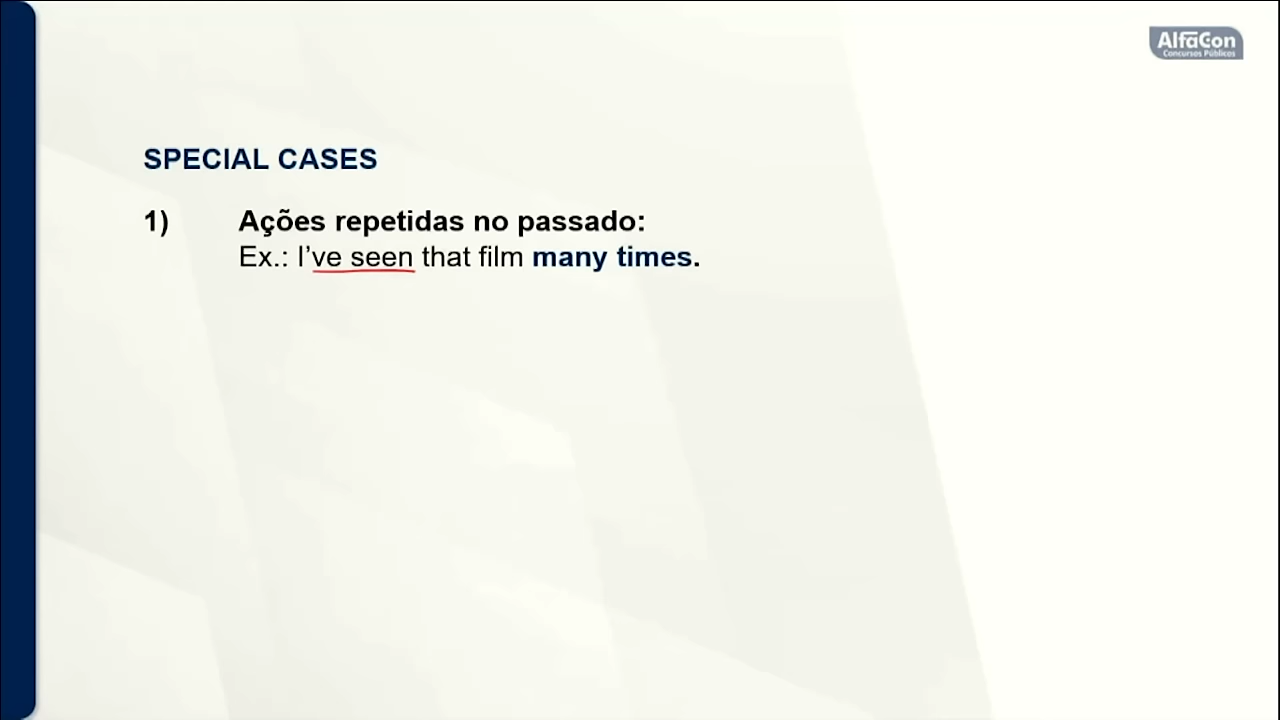 AlfaCon
Concursos Públicos
SPECIAL CASES
1) Ações repetidas no passado:
Ex.: I’ve seen that film many times.